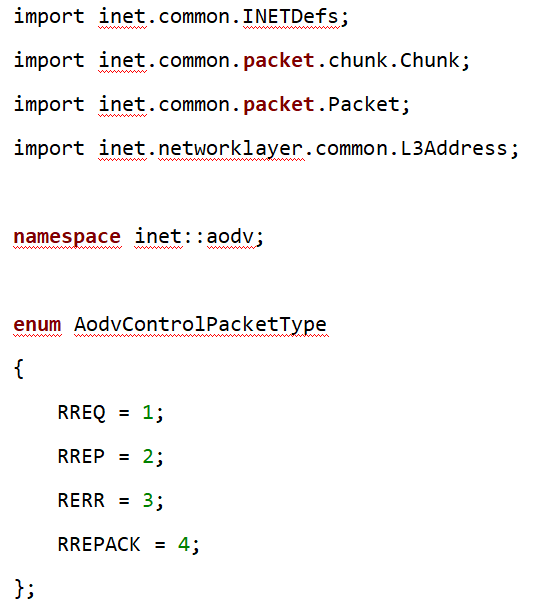 import inet.common.INETDefs;
import inet.common.packet.chunk.Chunk;
import inet.common.packet.Packet;
import inet.networklayer.common.L3Address;
namespace inet::aodv;
enum AodvControlPacketType
{
RREQ = 1;
RREP = 2;
RERR = 3;
RREPACK = 4;
};